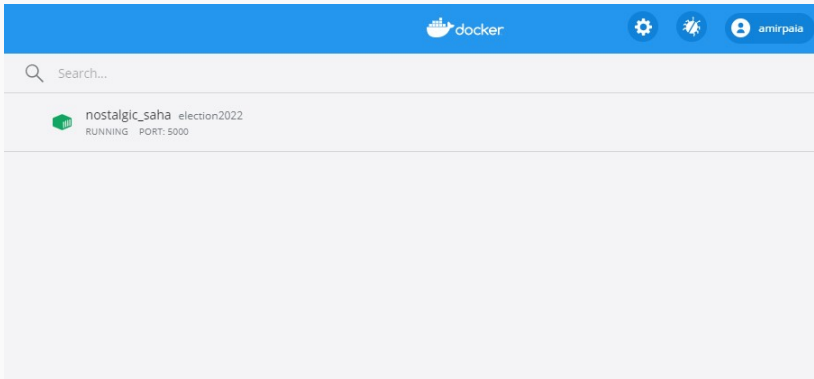 docker
amirpaia
Search...
nostalgic_saha election2022
RUNNING PORT: 5000